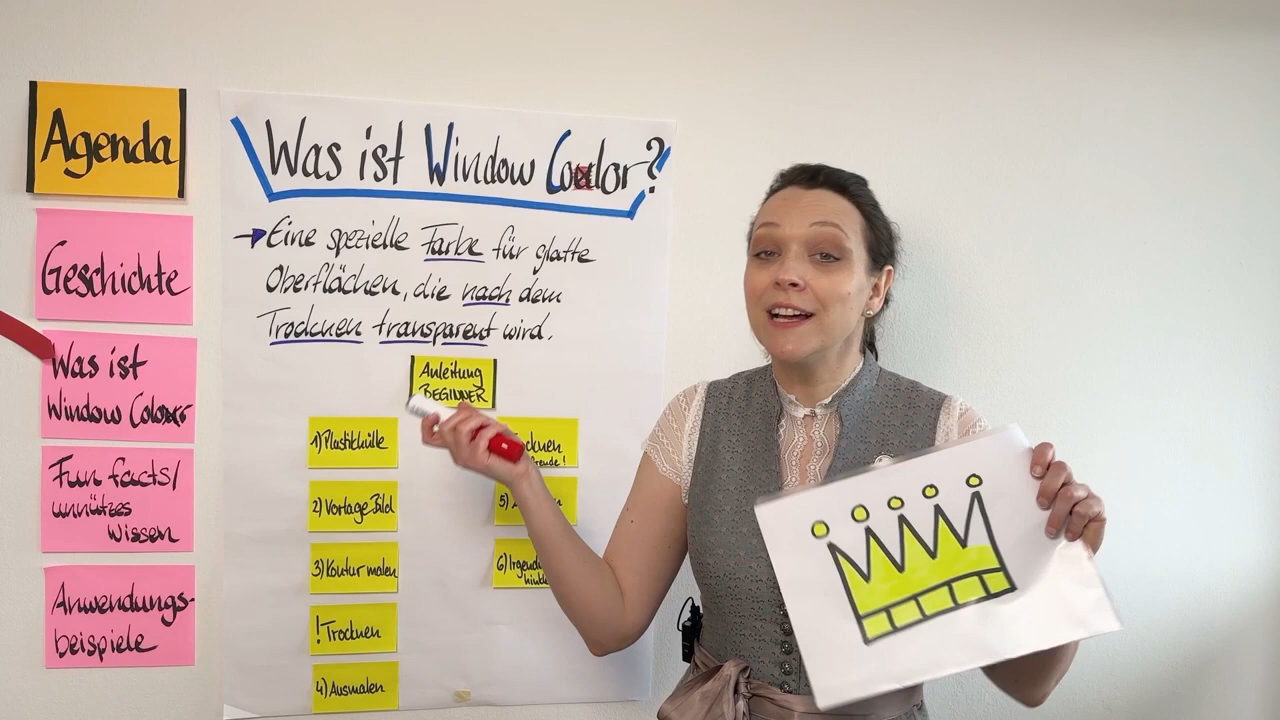 Agenda
Geschichte
Was ist
Window Color
Fun facts/
unnützes
Wissen
Anwendungs-
beispiele
Was ist Window Color?
Eine spezielle Farbe für glatte
Oberflächen, die nach dem
Trocknen transparent wird.
Anleitung
BEGINNER
1) Plastikhülle
2) Vorlage Bild
3) Kontur malen
! Trocknen
4) Ausmalen
5)
6)